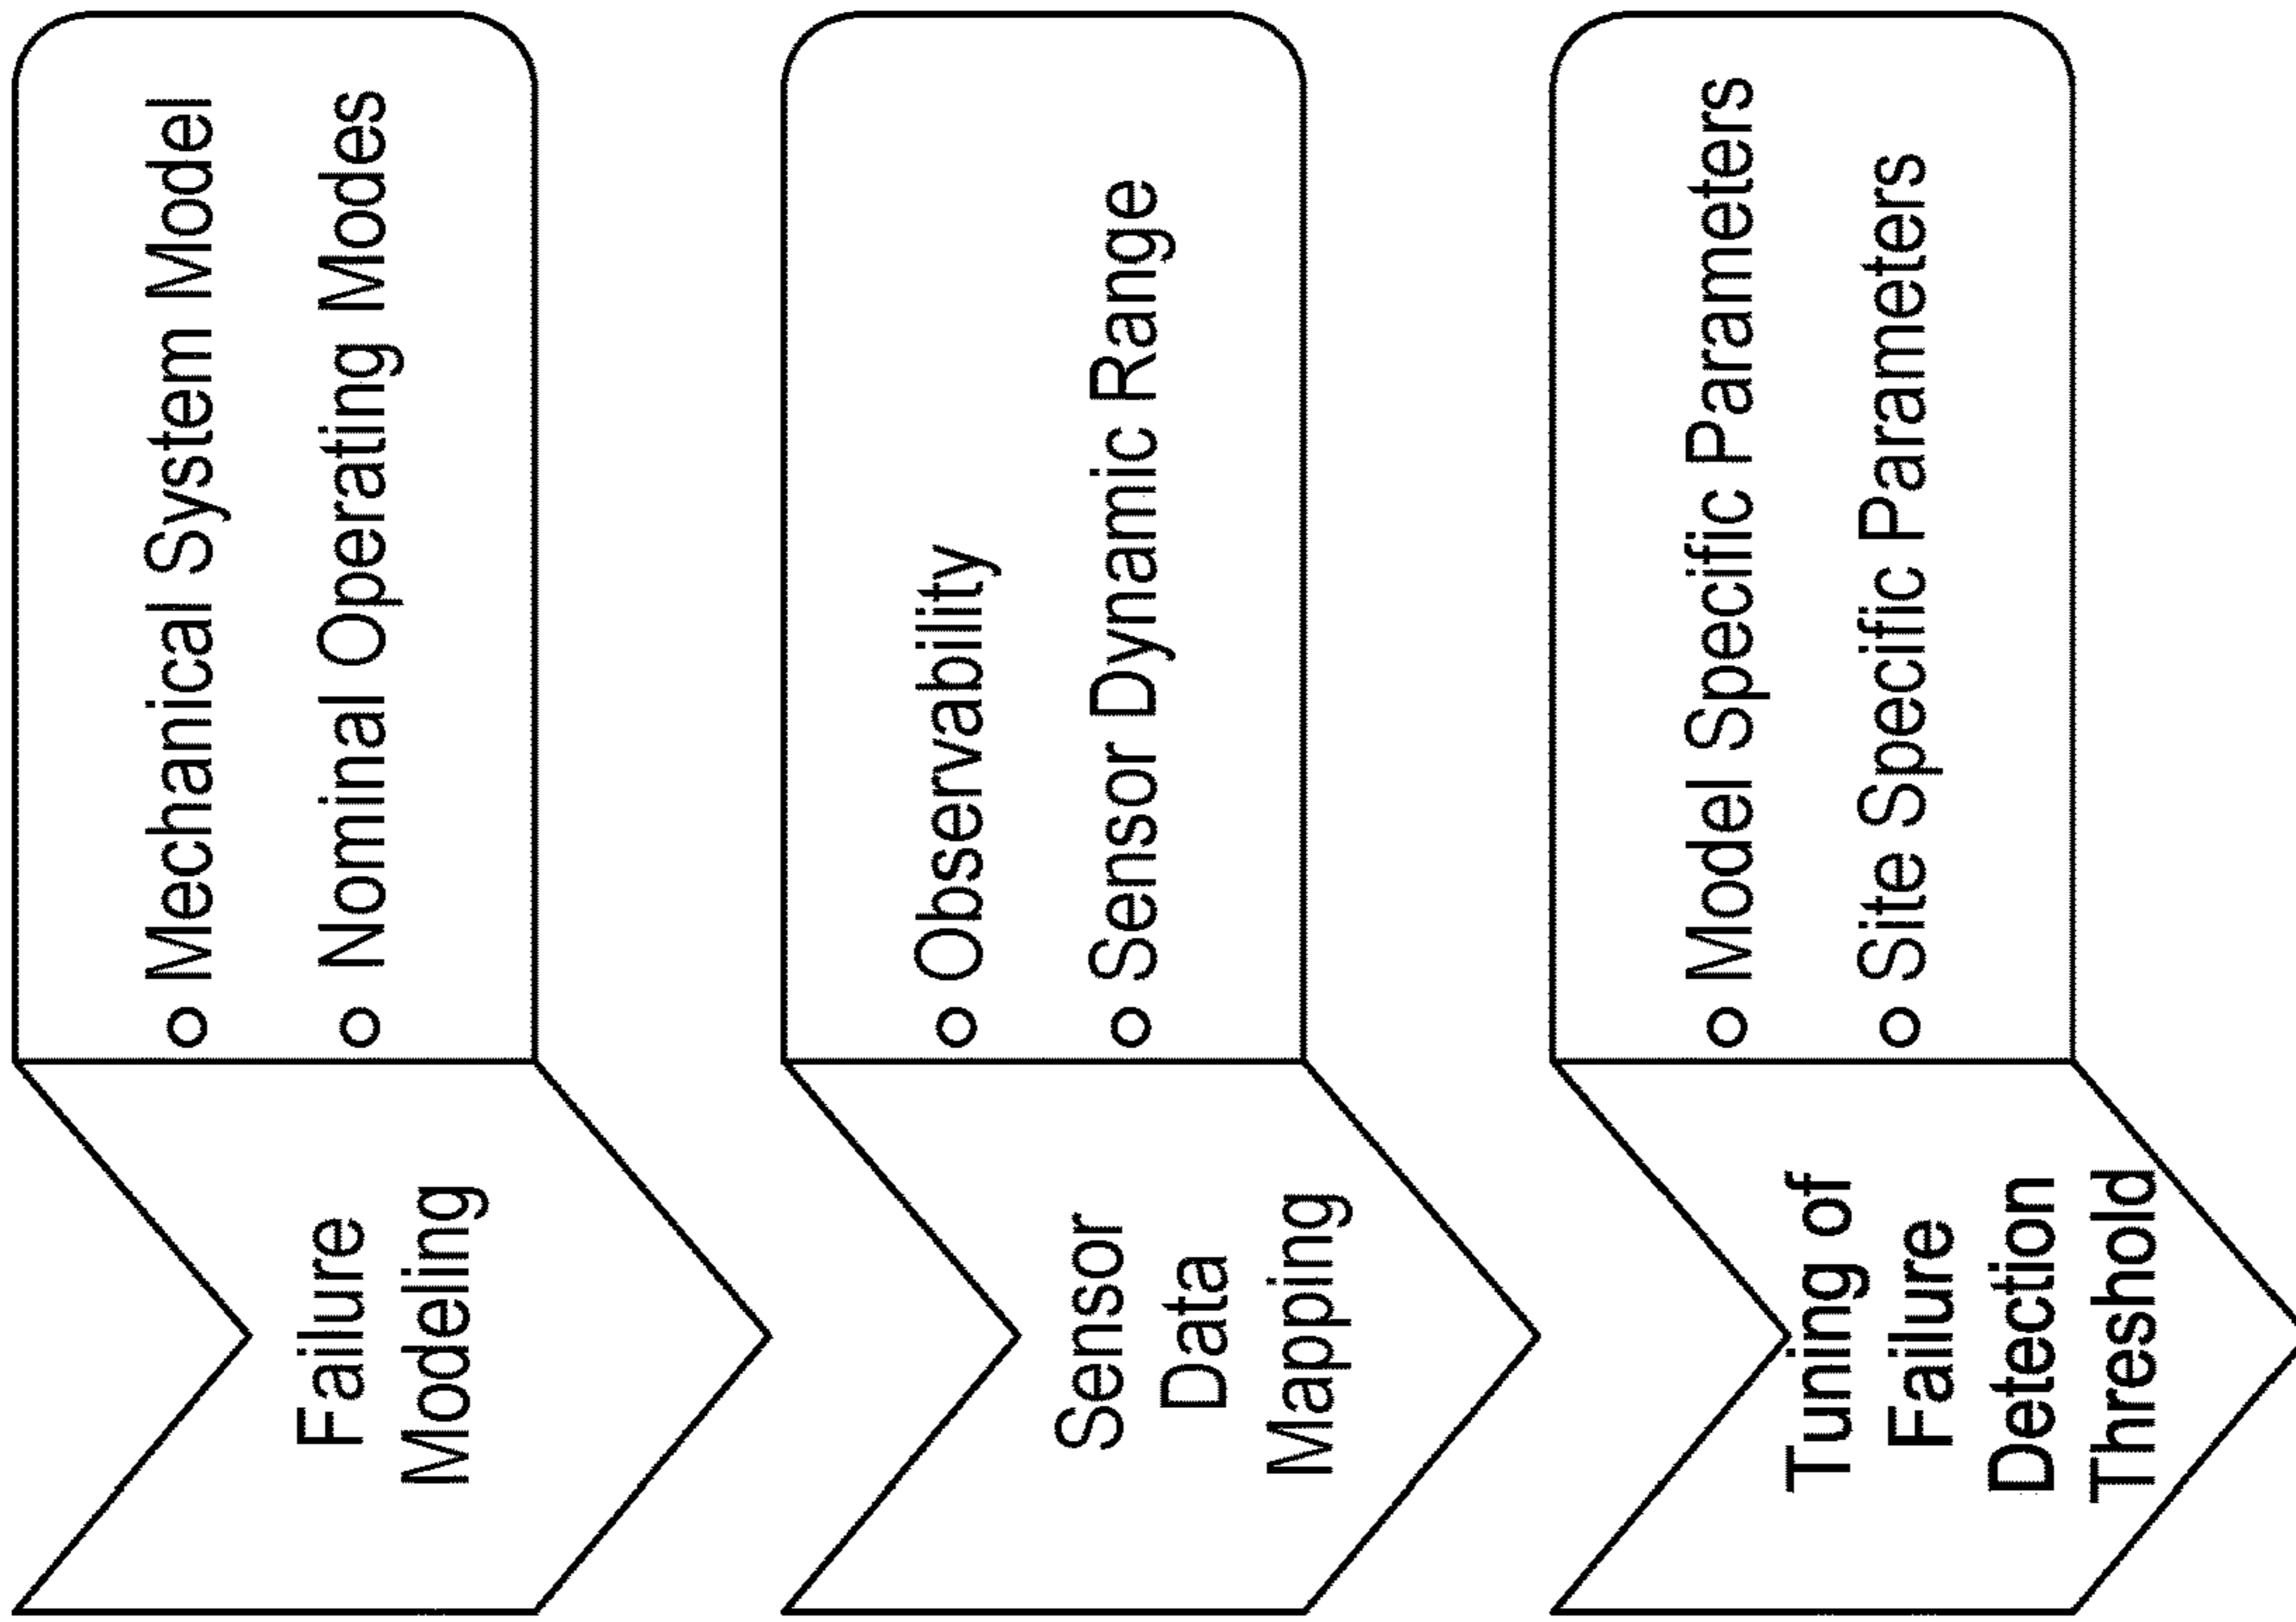 Failure
Modeling
Mechanical System Model
Nominal Operating Modes
Sensor
Data
Mapping
Observability
Sensor Dynamic Range
Tuning of
Failure
Detection
Threshold
Model Specific Parameters
Site Specific Parameters